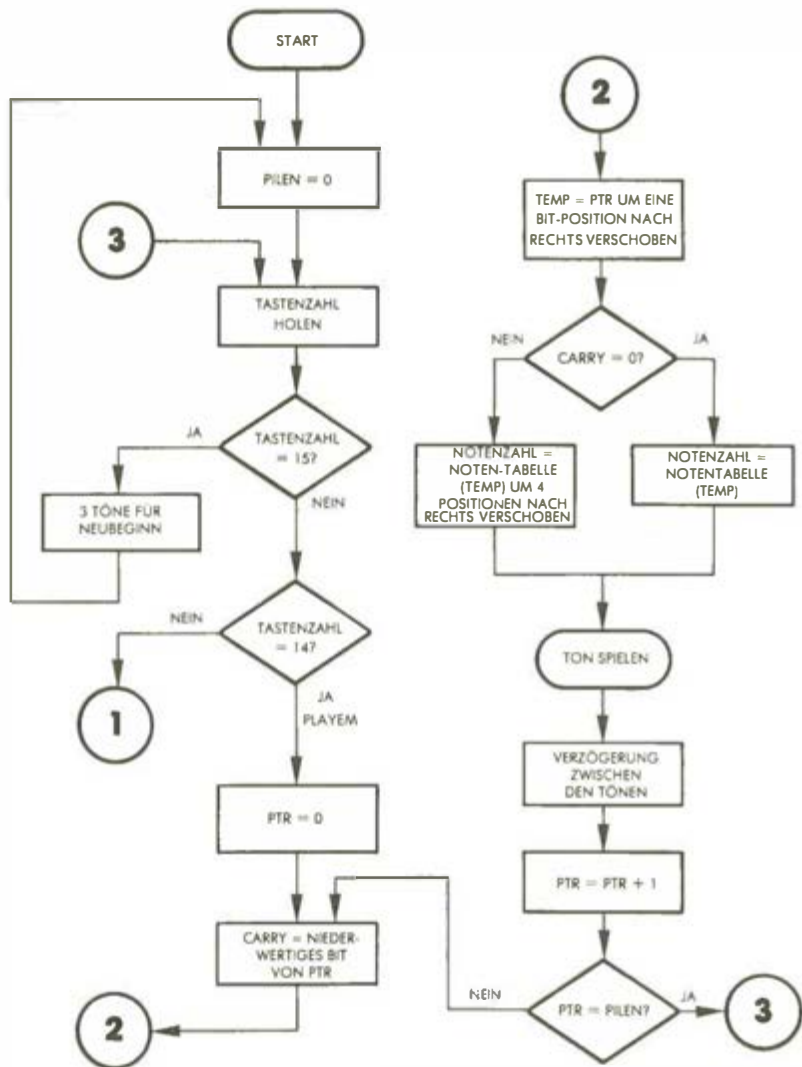 START
PILEN = 0
3
TASTENZAHL
HOLEN
JA
TASTENZAHL
= 15?
3 TÖNE FÜR
NEUBEGINN
NEIN
NEIN
TASTENZAHL
= 14?
1
JA
PLAYEM
PTR = 0
CARRY = NIEDER-
WERTIGES BIT
VON PTR
2
2
TEMP = PTR UM EINE
BIT-POSITION NACH
RECHTS VERSCHOBEN
NEIN
JA
CARRY = 0?
NOTENZAHL =
NOTEN-TABELLE
(TEMP) UM 4
POSITIONEN NACH
RECHTS VERSCHOBEN
NOTENZAHL =
NOTENTABELLE
(TEMP)
TON SPIELEN
VERZÖGERUNG
ZWISCHEN
DEN TÖNEN
PTR = PTR + 1
NEIN
PTR = PILEN?
JA
3